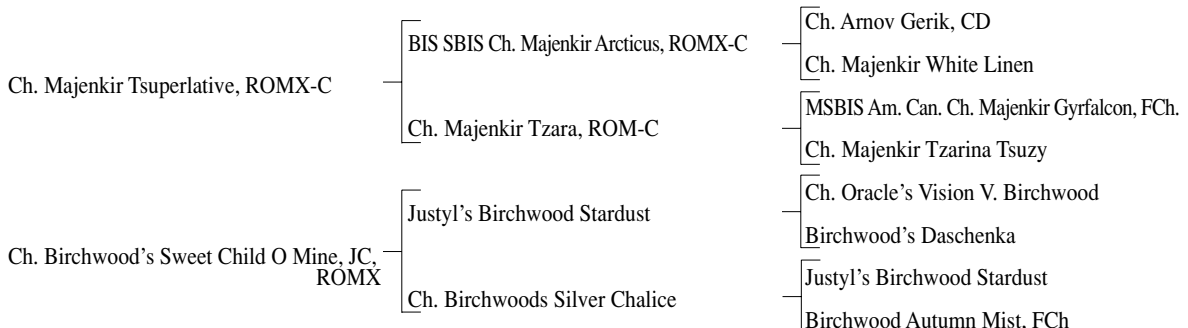 Ch. Arnov Gerik, CD
BIS SBIS Ch. Majenkir Arcticus, ROMX-C
Ch. Majenkir White Linen
Ch. Majenkir Tsuperlative, ROMX-C
MSBIS Am. Can. Ch. Majenkir Gyrfalcon, FCh.
Ch. Majenkir Tzara, ROM-C
Ch. Majenkir Tzarina Tsuzy
Ch. Oracle's Vision V. Birchwood
Justyl's Birchwood Stardust
Birchwood's Daschenka
Ch. Birchwood's Sweet Child O Mine, JC,
ROMX
Justyl's Birchwood Stardust
Ch. Birchwoods Silver Chalice
Birchwood Autumn Mist, FCh